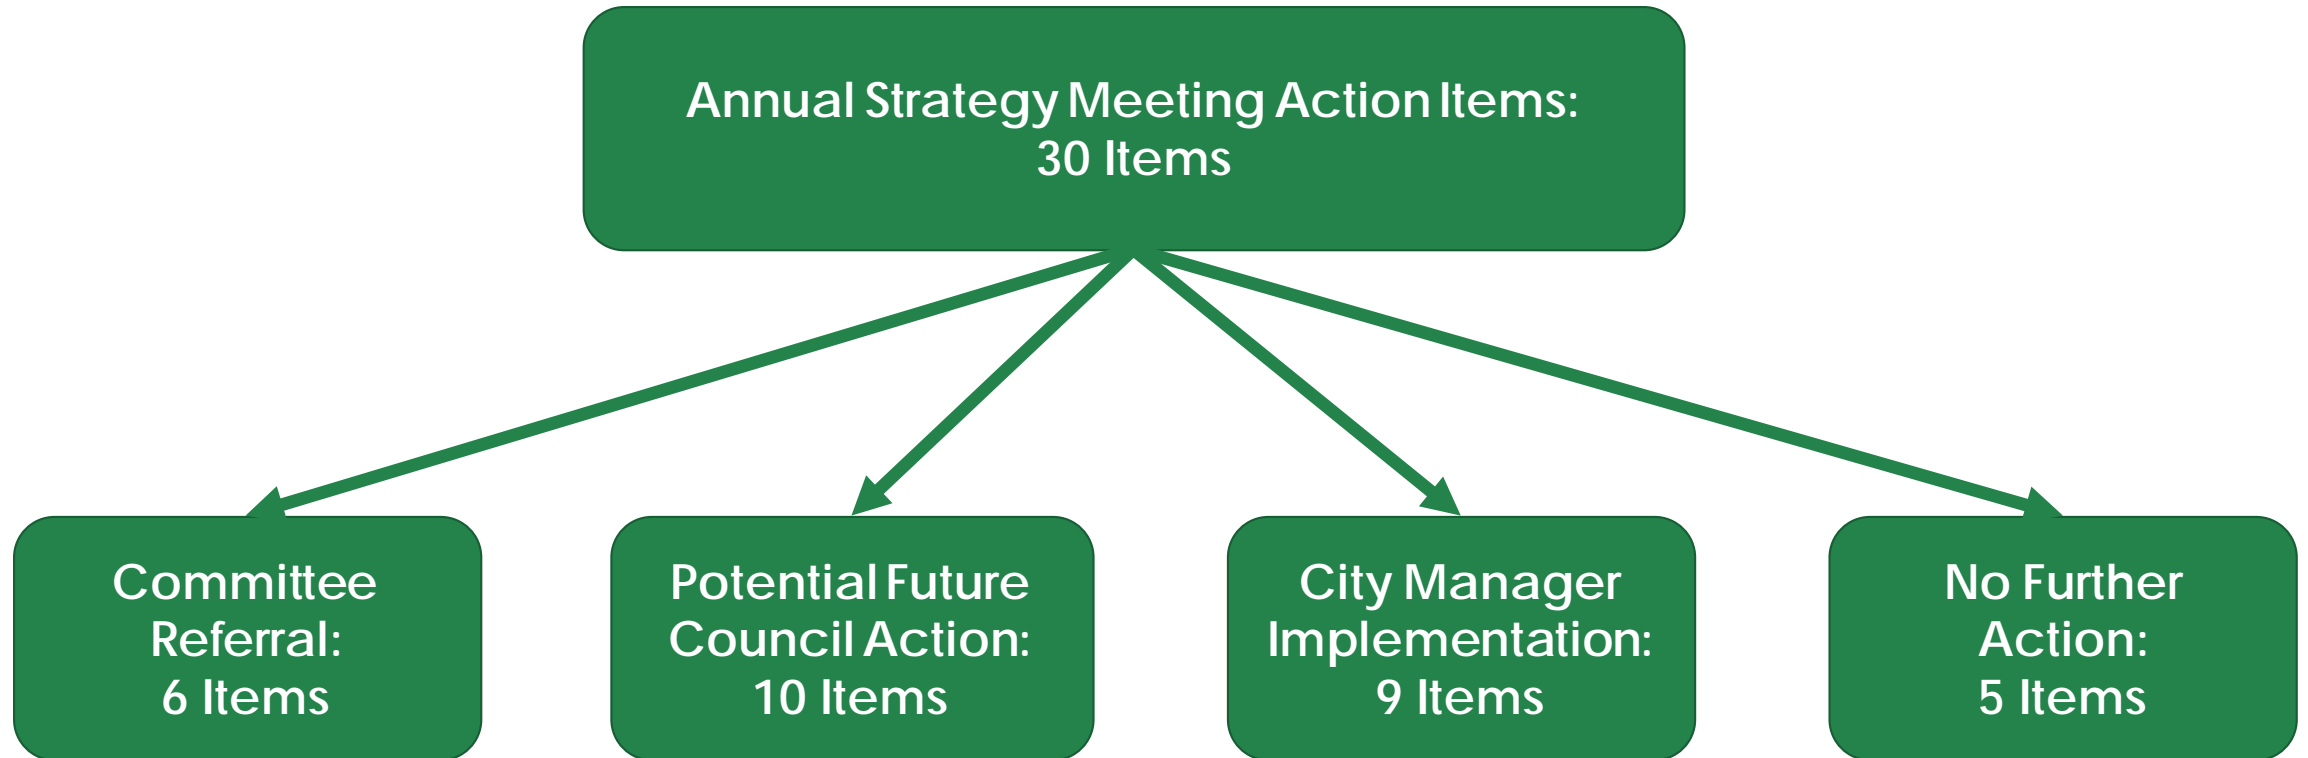 Annual Strategy Meeting Action Items:
30 Items
Committee
Referral:
6 Items
Potential Future
Council Action:
10 Items
City Manager
Implementation:
9 Items
No Further
Action:
5 Items